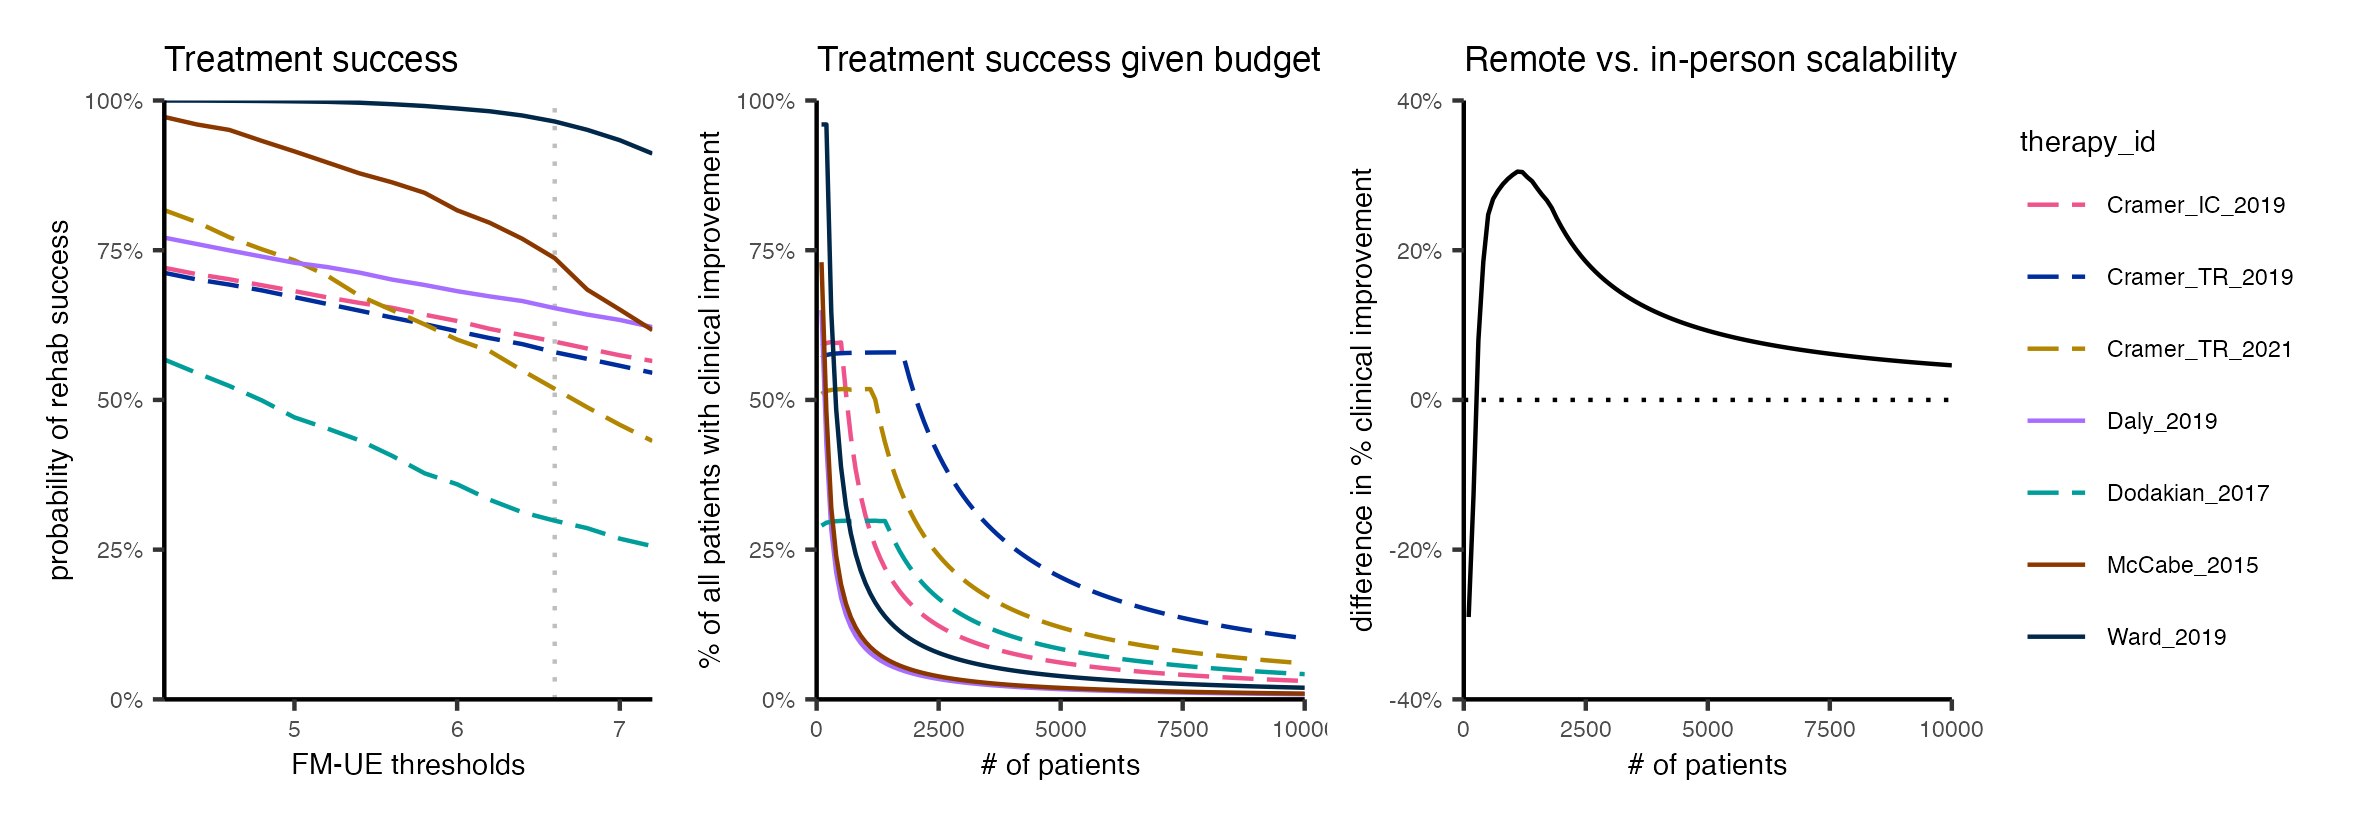 Treatment success
100%
75%
50%
25%
0%
probability of rehab success
5
6
7
FM-UE thresholds
Treatment success given budget
100%
75%
50%
25%
0%
% of all patients with clinical improvement
0
2500
5000
7500
10000
# of patients
Remote vs. in-person scalability
40%
20%
0%
-20%
-40%
difference in % clinical improvement
0
2500
5000
7500
10000
# of patients
therapy_id
Cramer_IC_2019
Cramer_TR_2019
Cramer_TR_2021
Daly_2019
Dodakian_2017
McCabe_2015
Ward_2019